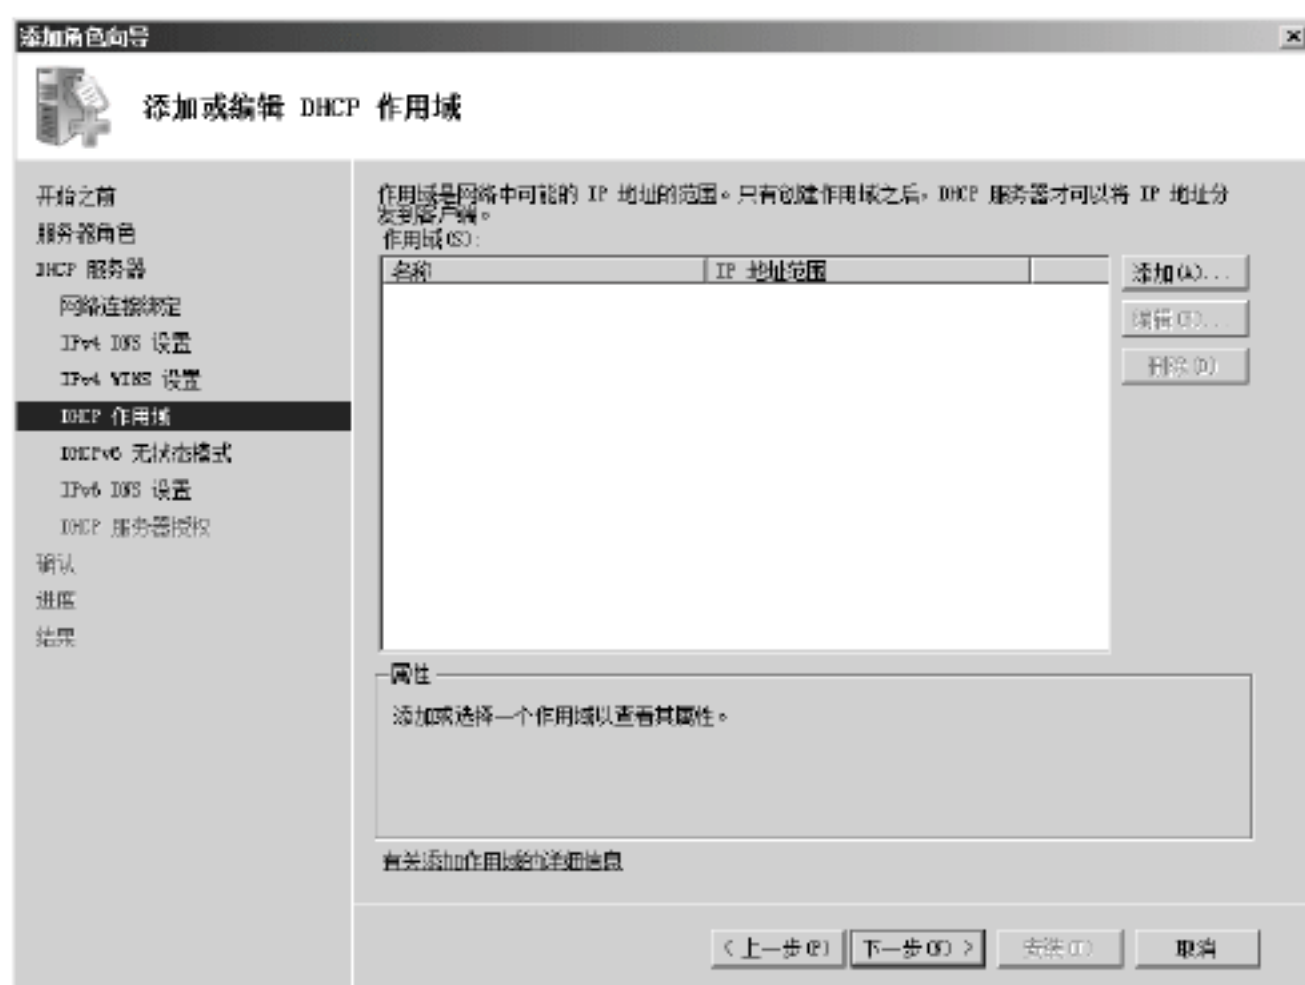 添加角色向导
添加或编辑 DHCP 作用域
开始之前
服务器角色
DHCP 服务器
网络连接绑定
IPv4 DNS 设置
IPv4 WINS 设置
DHCP 作用域
DHCPv6 无状态模式
IPv6 DNS 设置
DHCP 服务器授权
确认
进度
结果
作用域是网络中可能的 IP 地址的范围。只有创建作用域之后，DHCP 服务器才可以将 IP 地址分
发到客户端。
作用域(S):
名称 IP 地址范围
添加(A)...
编辑(E)...
删除(D)
属性
添加或选择一个作用域以查看其属性。
有关添加作用域的详细信息
< 上一步(P) 下一步(N) > 安装(I) 取消